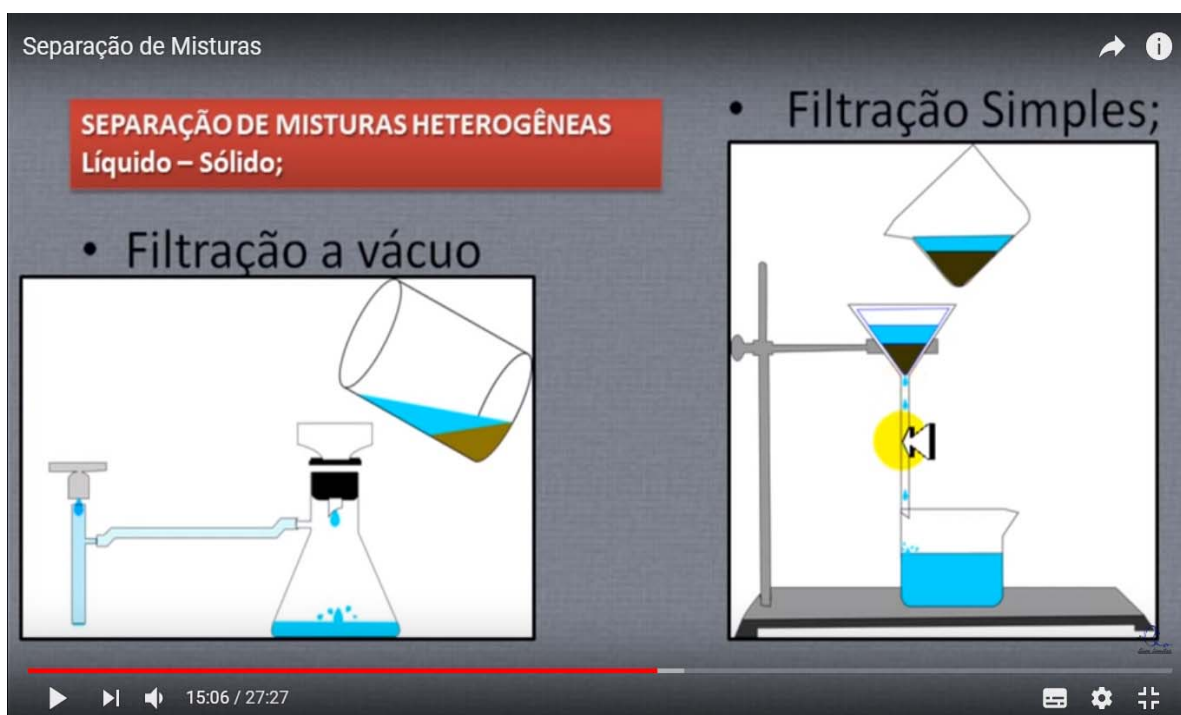 Separação de Misturas
SEPARAÇÃO DE MISTURAS HETEROGÊNEAS
Líquido – Sólido;
• Filtração a vácuo
• Filtração Simples;
15:06 / 27:27